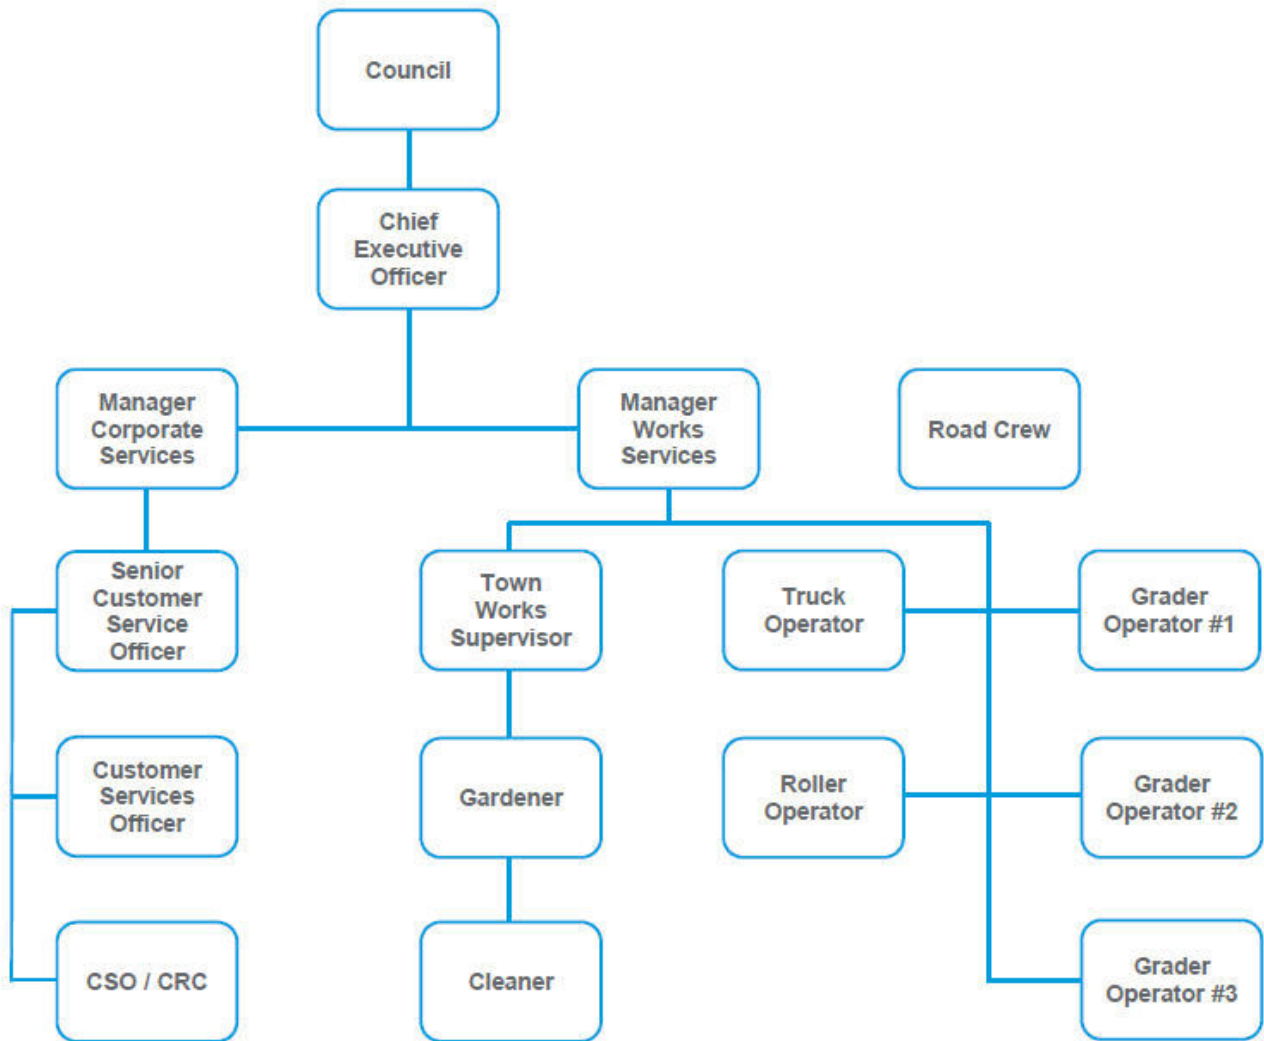 Council
Chief
Executive
Officer
Manager
Corporate
Services
Manager
Works
Services
Road Crew
Senior
Customer
Service
Officer
Town
Works
Supervisor
Truck
Operator
Grader
Operator #1
Customer
Services
Officer
Gardener
Roller
Operator
Grader
Operator #2
CSO / CRC
Cleaner
Grader
Operator #3